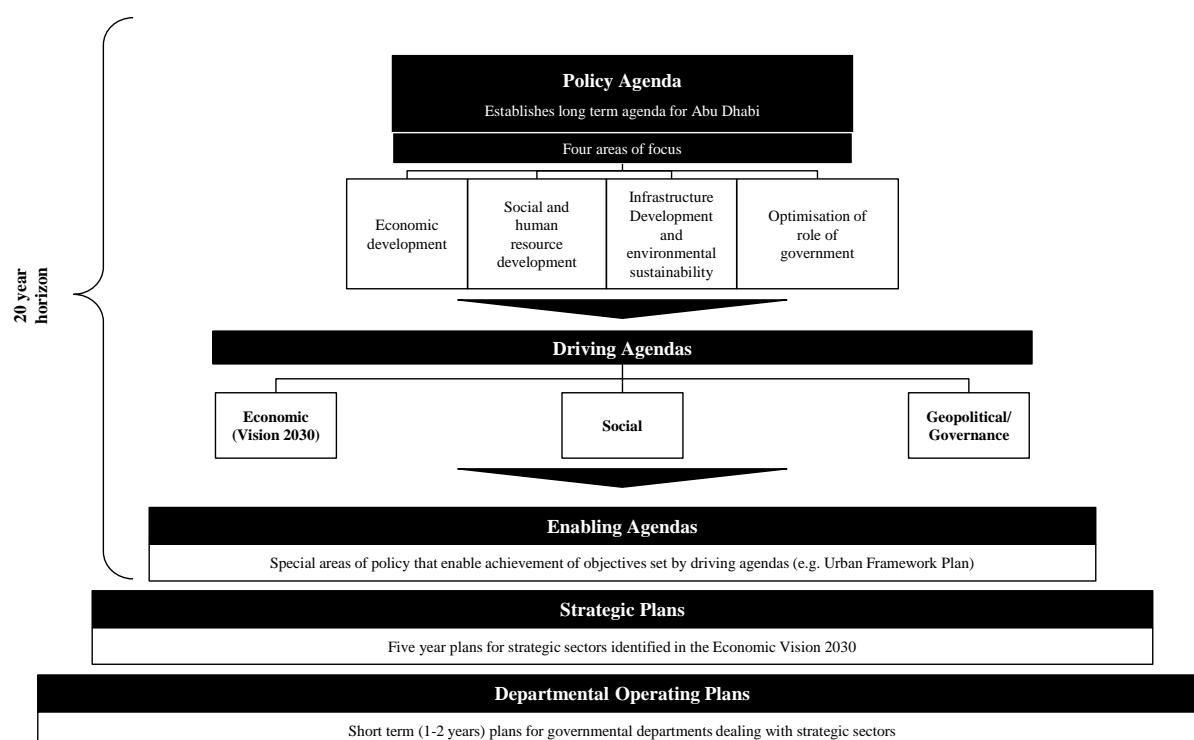 Policy Agenda
Establishes long term agenda for Abu Dhabi
Four areas of focus
Economic
development
Social and
human
resource
development
Infrastructure
Development
and
environmental
sustainability
Optimisation of
role of
government
20 year
horizon
Driving Agendas
Economic
(Vision 2030)
Social
Geopolitical/
Governance
Enabling Agendas
Special areas of policy that enable achievement of objectives set by driving agendas (e.g. Urban Framework Plan)
Strategic Plans
Five year plans for strategic sectors identified in the Economic Vision 2030
Departmental Operating Plans
Short term (1-2 years) plans for governmental departments dealing with strategic sectors